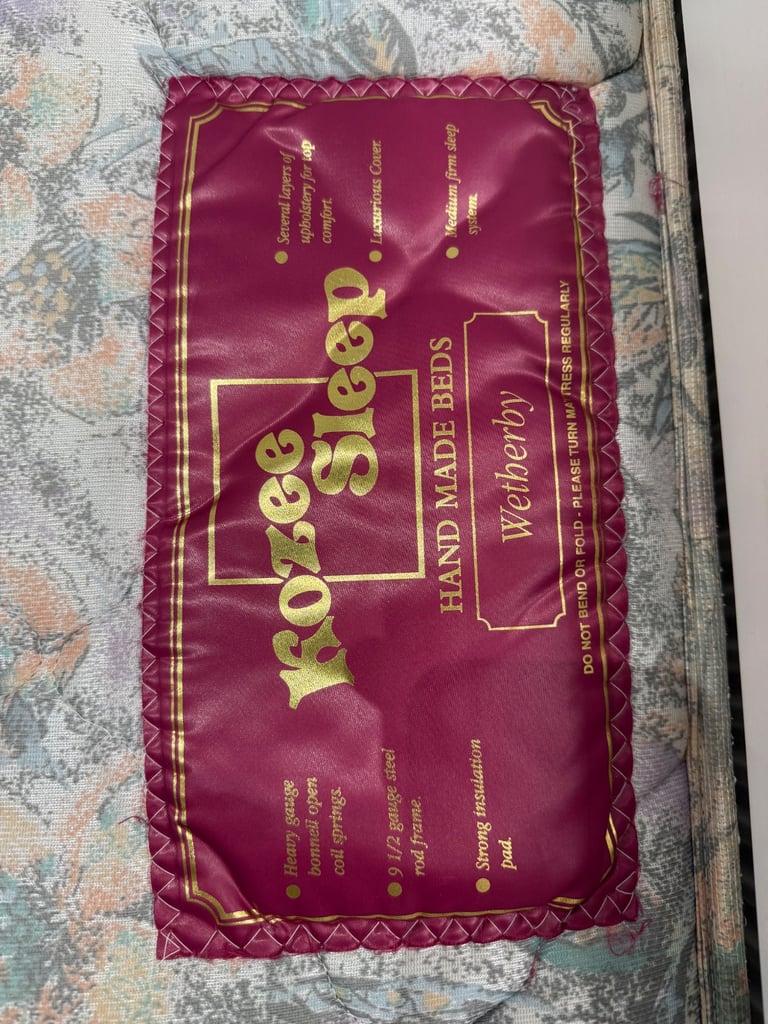 • Heavy gauge
bonnell open
coil springs.
• 9 1/2 gauge steel
rod frame.
• Strong insulation
pad.
Kozee
Sleep
HAND MADE BEDS
Wetherby
• Several layers of
upholstery for top
comfort.
• Luxurious Cover.
• Medium firm sleep
system.
DO NOT BEND OR FOLD - PLEASE TURN MATTRESS REGULARLY